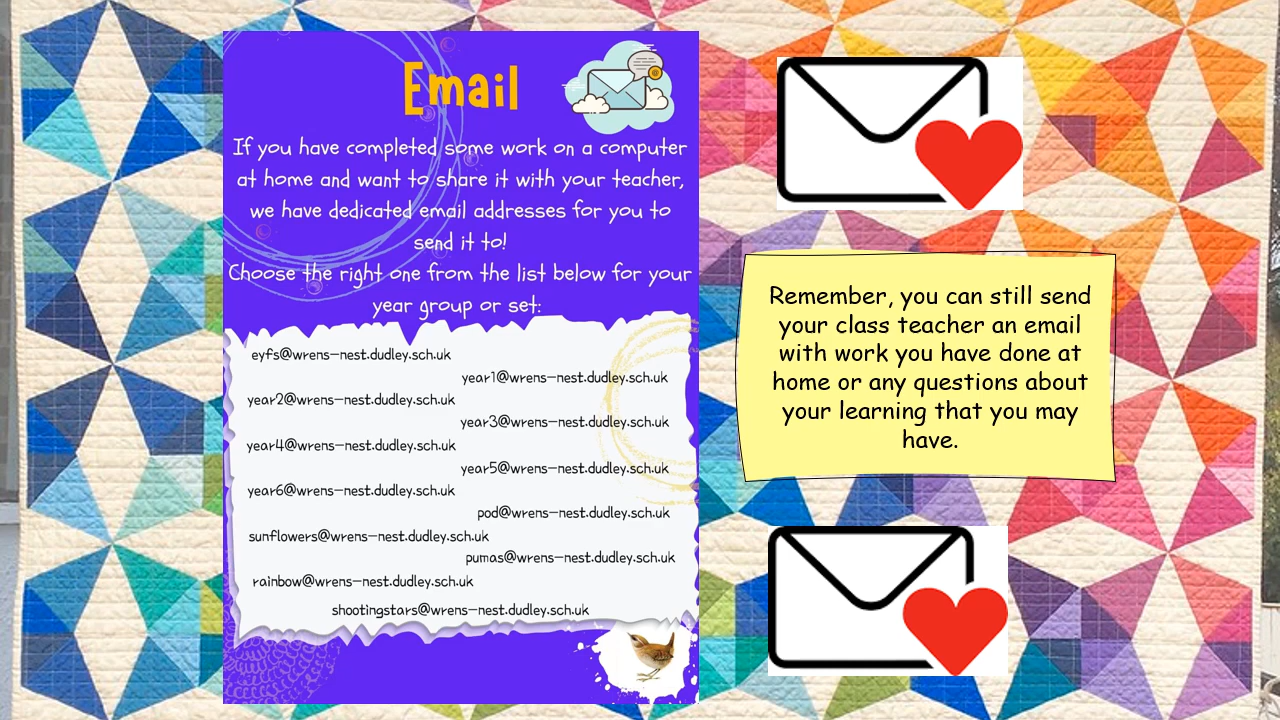 Email
If you have completed some work on a computer
at home and want to share it with your teacher,
we have dedicated email addresses for you to
send it to!
Choose the right one from the list below for your
year group or set:
eyfs@wrens-nest.dudley.sch.uk
year1@wrens-nest.dudley.sch.uk
year2@wrens-nest.dudley.sch.uk
year3@wrens-nest.dudley.sch.uk
year4@wrens-nest.dudley.sch.uk
year5@wrens-nest.dudley.sch.uk
year6@wrens-nest.dudley.sch.uk
pod@wrens-nest.dudley.sch.uk
sunflowers@wrens-nest.dudley.sch.uk
pumas@wrens-nest.dudley.sch.uk
rainbow@wrens-nest.dudley.sch.uk
shootingstars@wrens-nest.dudley.sch.uk
Remember, you can still send
your class teacher an email
with work you have done at
home or any questions about
your learning that you may
have.